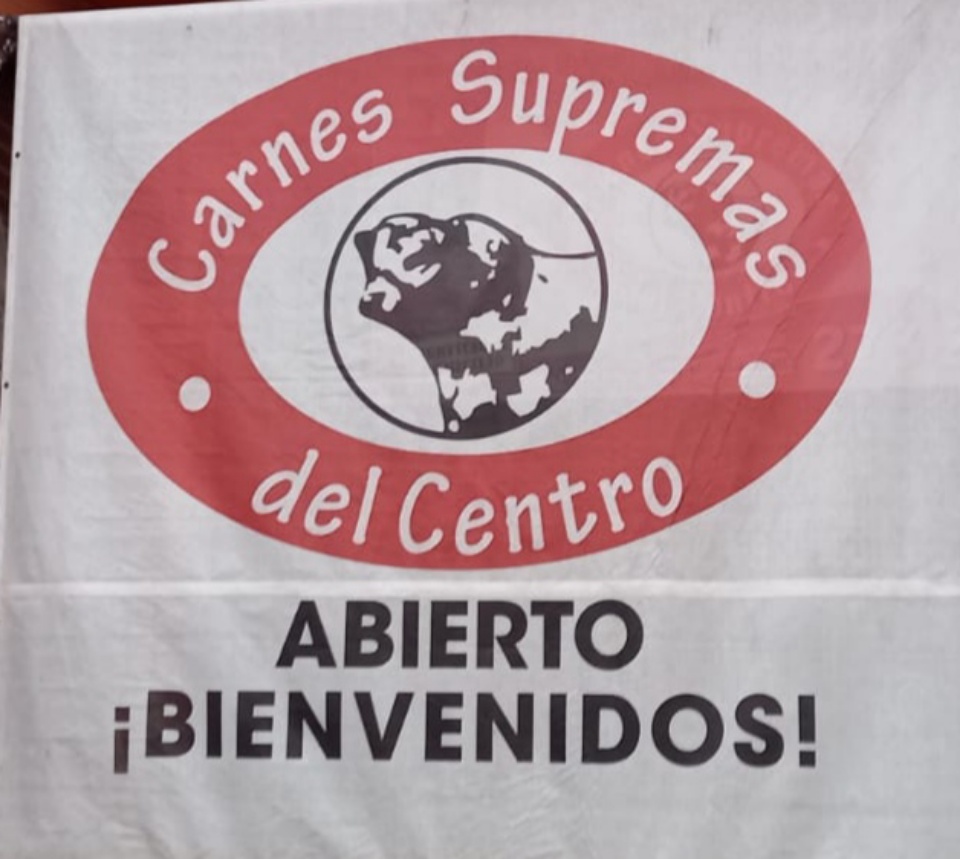 Carnes Supremas
del Centro
ABIERTO
¡BIENVENIDOS!